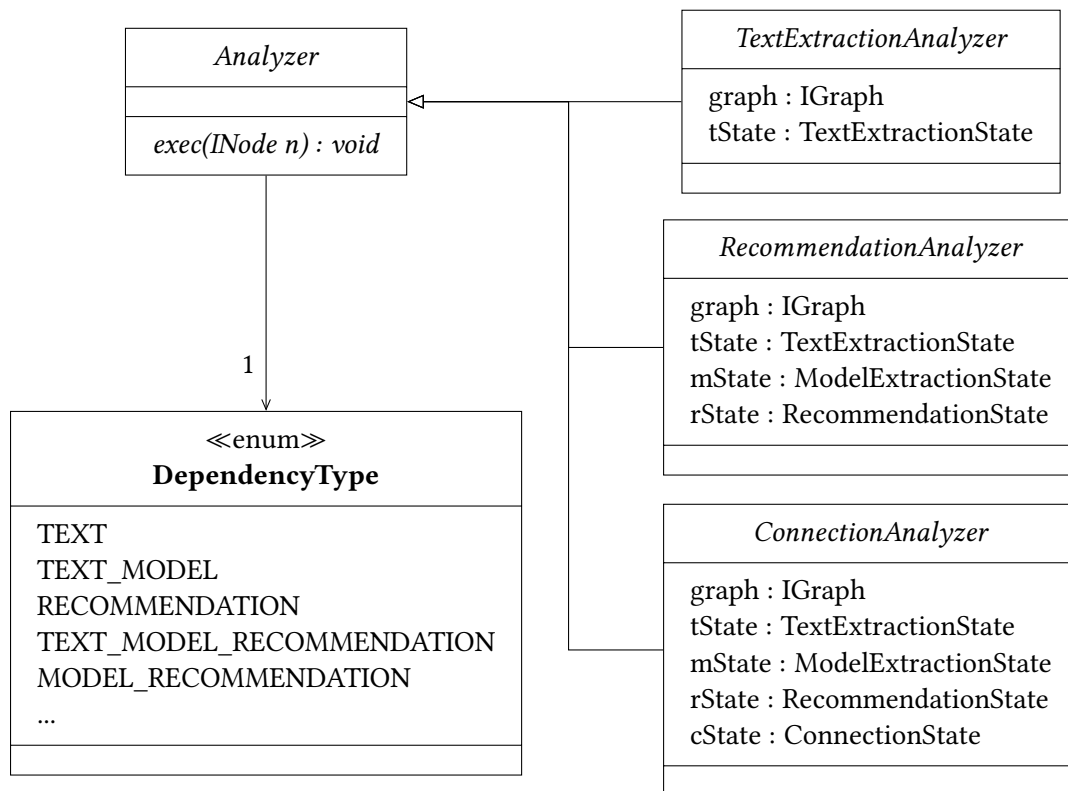 Analyzer
exec(INode n) : void
1
≪enum≫
DependencyType
TEXT
TEXT_MODEL
RECOMMENDATION
TEXT_MODEL_RECOMMENDATION
MODEL_RECOMMENDATION
...
TextExtractionAnalyzer
graph : IGraph
tState : TextExtractionState
RecommendationAnalyzer
graph : IGraph
tState : TextExtractionState
mState : ModelExtractionState
rState : RecommendationState
ConnectionAnalyzer
graph : IGraph
tState : TextExtractionState
mState : ModelExtractionState
rState : RecommendationState
cState : ConnectionState